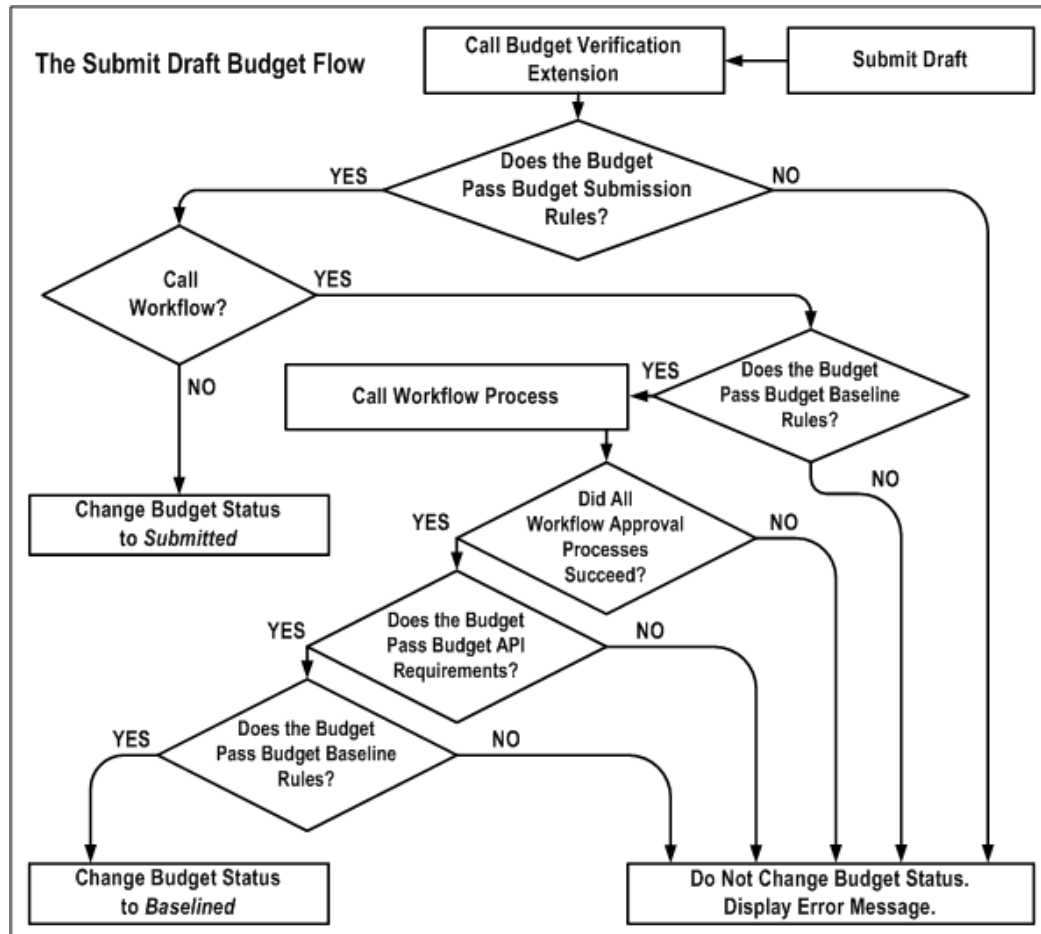 The Submit Draft Budget Flow
Call Budget Verification
Extension
Submit Draft
Does the Budget
Pass Budget Submission
Rules?
YES
NO
Call
Workflow?
YES
NO
Does the Budget
Pass Budget Baseline
Rules?
YES
NO
Call Workflow Process
Change Budget Status
to Submitted
Did All
Workflow Approval
Processes
Succeed?
YES
NO
Does the Budget
Pass Budget API
Requirements?
YES
NO
Does the Budget
Pass Budget Baseline
Rules?
YES
NO
Change Budget Status
to Baselined
Do Not Change Budget Status.
Display Error Message.